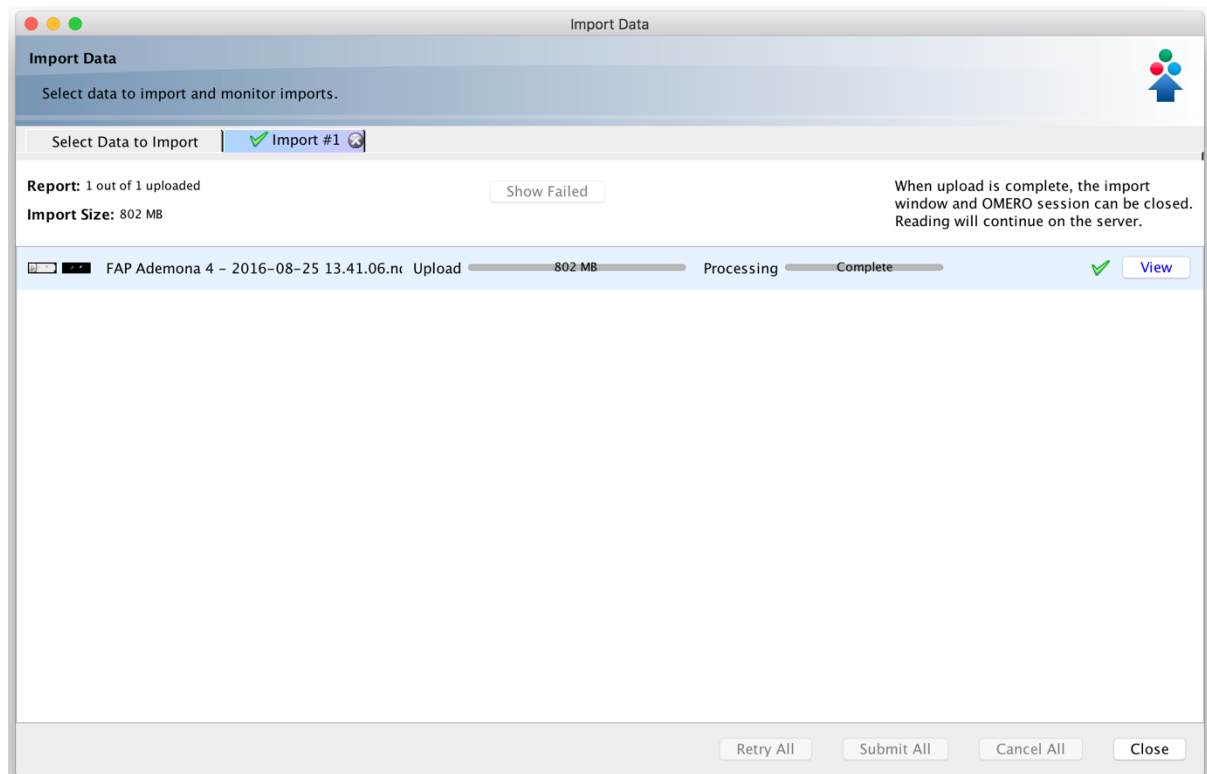 Import Data
Import Data
Select data to import and monitor imports.
Select Data to Import Import #1
Report: 1 out of 1 uploaded
Show Failed
When upload is complete, the import
window and OMERO session can be closed.
Reading will continue on the server.
Import Size: 802 MB
FAP Ademona 4 - 2016-08-25 13.41.06.nd Upload 802 MB Processing Complete View
Retry All Submit All Cancel All Close